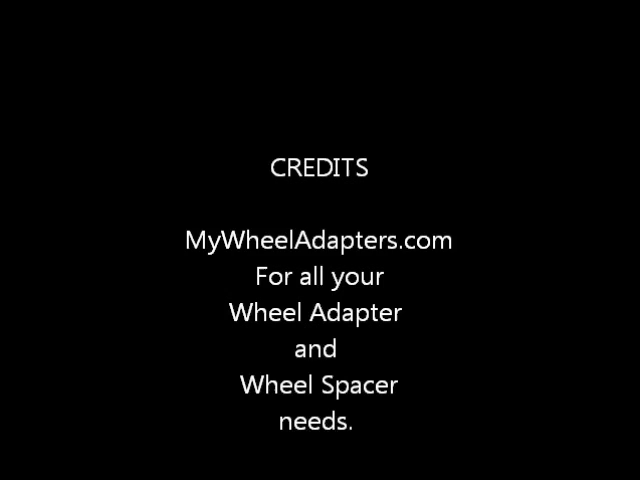 CREDITS
MyWheelAdapters.com
For all your
Wheel Adapter
and
Wheel Spacer
needs.